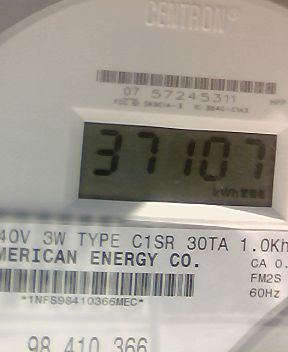 CENTRON®
07 57245311
37107
kWh
40V 3W TYPE C1SR 30TA 1.0Kh
MERICAN ENERGY CO.
CA 0.
FM2S
*1NFS98410366MEC*
60Hz
98 410 366